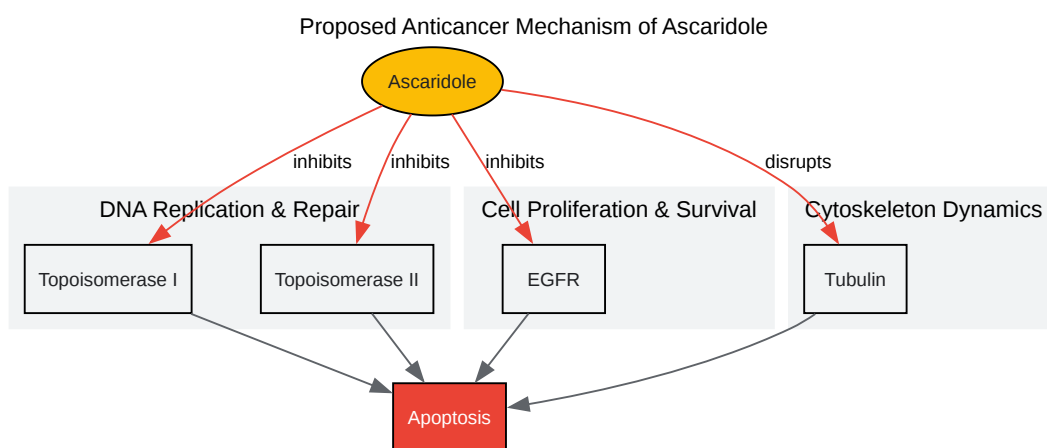 Proposed Anticancer Mechanism of Ascaridole
Ascaridole
inhibits
inhibits
inhibits
disrupts
DNA Replication & Repair
Cell Proliferation & Survival
Cytoskeleton Dynamics
Topoisomerase I
Topoisomerase II
EGFR
Tubulin
Apoptosis